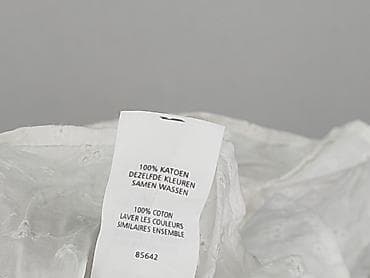 100% KATOEN
DEZELFDE KLEUREN
SAMEN WASSEN
100% COTON
LAVER LES COULEURS
SIMILAIRES ENSEMBLE
85642